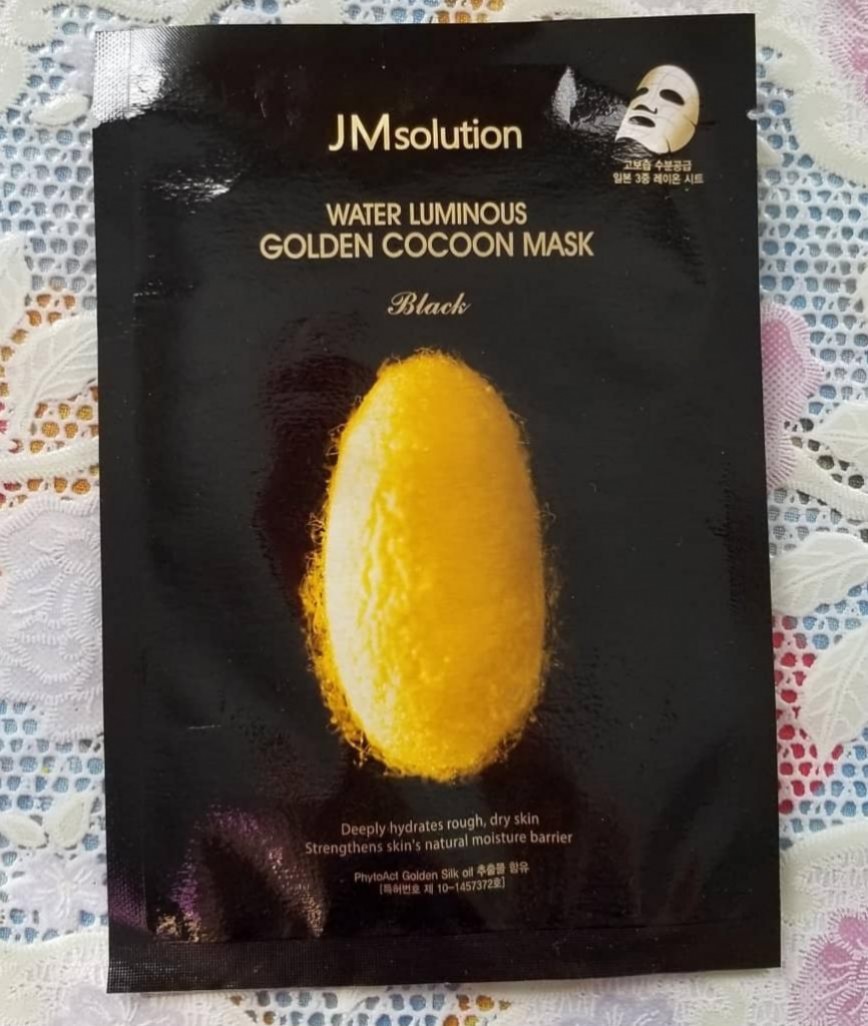 JMsolution
고보습 수분공급
일본 3중 레이온 시트
WATER LUMINOUS
GOLDEN COCOON MASK
Black
Deeply hydrates rough, dry skin
Strengthens skin's natural moisture barrier
PhytoAct Golden Silk oil 추출물 함유
[특허번호 제 10-1457372호]